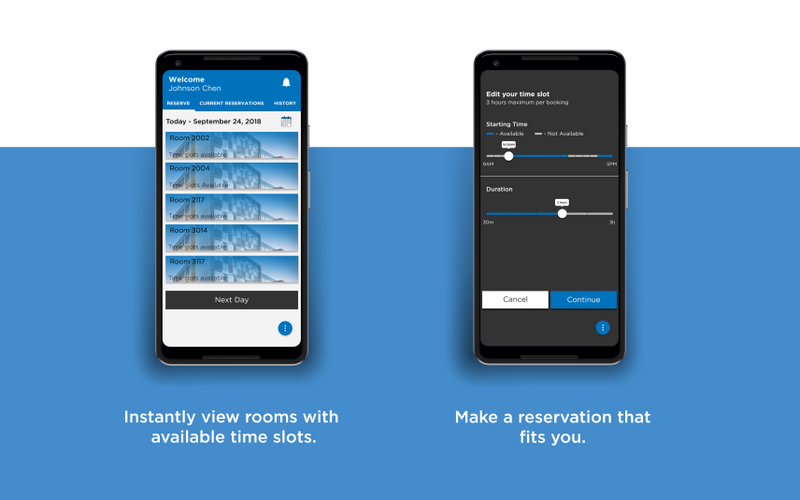 Welcome
Johnson Chen
RESERVE CURRENT RESERVATIONS HISTORY
Today - September 24, 2018
Room 2002
Time slots available
Room 2004
Time Slots Available
Room 2117
Time slots available
Room 3014
Time slots available
Room 3117
Time slots available
Next Day
Instantly view rooms with
available time slots.
Edit your time slot
3 hours maximum per booking
Starting Time
- Available - Not Available
9AM 5PM
Duration
30m 3h
Cancel Continue
Make a reservation that
fits you.